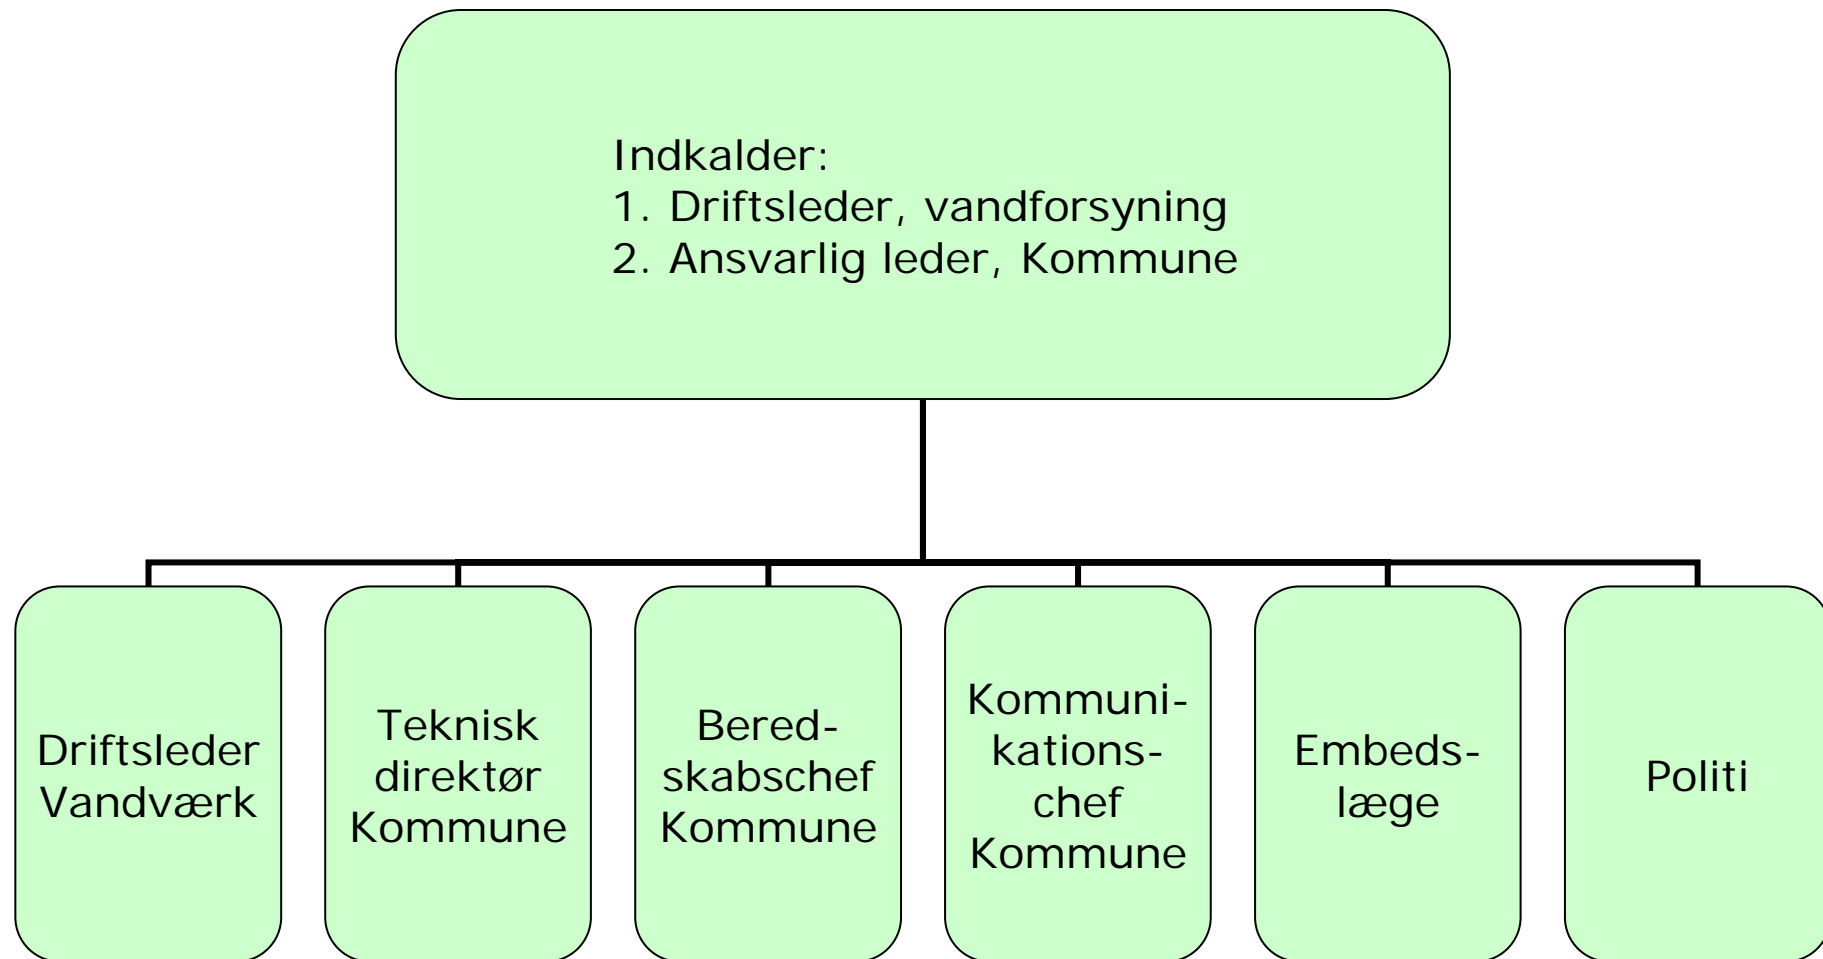 Indkalder:
1. Driftsleder, vandforsyning
2. Ansvarlig leder, Kommune
Driftsleder
Vandværk
Teknisk
direktør
Kommune
Bered-
skabschef
Kommune
Kommuni-
kations-
chef
Kommune
Embeds-
læge
Politi